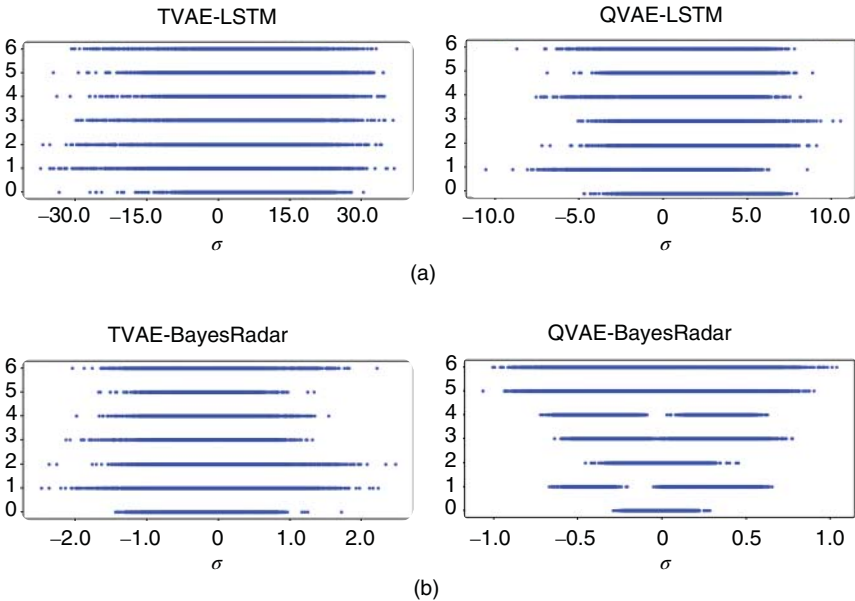 TVAE-LSTM
6
5
4
3
2
1
0
−30.0 −15.0 0 15.0 30.0
σ
QVAE-LSTM
6
5
4
3
2
1
0
−10.0 −5.0 0 5.0 10.0
σ
(a)
TVAE-BayesRadar
6
5
4
3
2
1
0
−2.0 −1.0 0 1.0 2.0
σ
QVAE-BayesRadar
6
5
4
3
2
1
0
−1.0 −0.5 0 0.5 1.0
σ
(b)